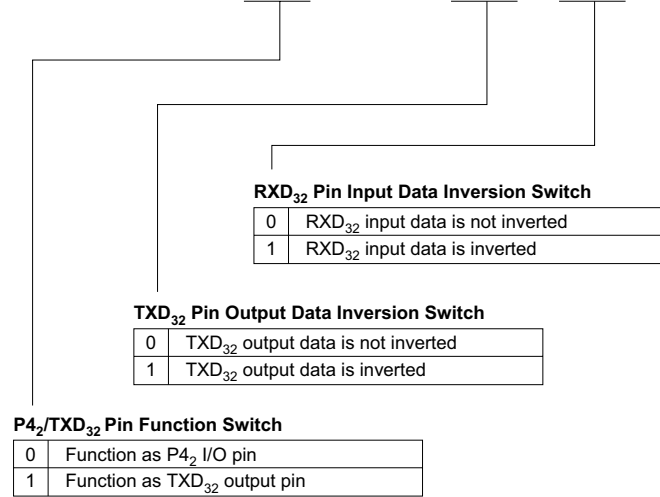 RXD32 Pin Input Data Inversion Switch
0 RXD32 input data is not inverted
1 RXD32 input data is inverted
TXD32 Pin Output Data Inversion Switch
0 TXD32 output data is not inverted
1 TXD32 output data is inverted
P42/TXD32 Pin Function Switch
0 Function as P42 I/O pin
1 Function as TXD32 output pin